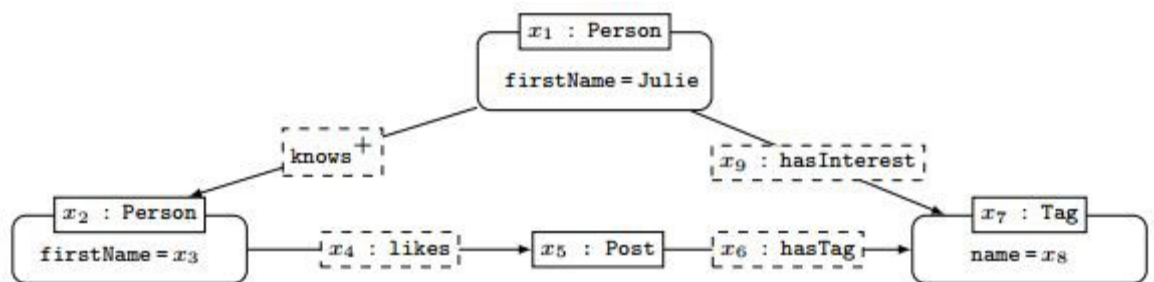 x₁ : Person
firstName = Julie
knows⁺
x₉ : hasInterest
x₂ : Person
x₇ : Tag
firstName = x₃
x₄ : likes
x₅ : Post
x₆ : hasTag
name = x₈